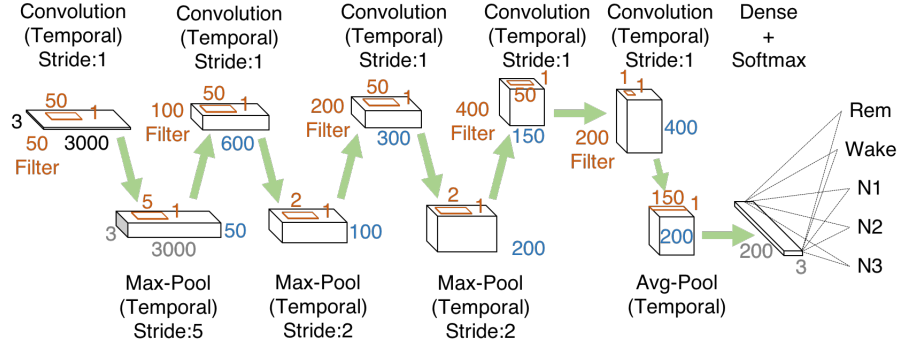 Convolution
(Temporal)
Stride:1
Convolution
(Temporal)
Stride:1
Convolution
(Temporal)
Stride:1
Convolution
(Temporal)
Stride:1
Convolution
(Temporal)
Stride:1
Dense
+
Softmax
50
1
3
50
Filter
3000
50
1
100
Filter
600
50
1
200
Filter
300
1
50
400
Filter
150
1
1
200
Filter
400
5
1
3
3000
50
2
1
100
2
1
200
150
1
200
200
3
Rem
Wake
N1
N2
N3
Max-Pool
(Temporal)
Stride:5
Max-Pool
(Temporal)
Stride:2
Max-Pool
(Temporal)
Stride:2
Avg-Pool
(Temporal)